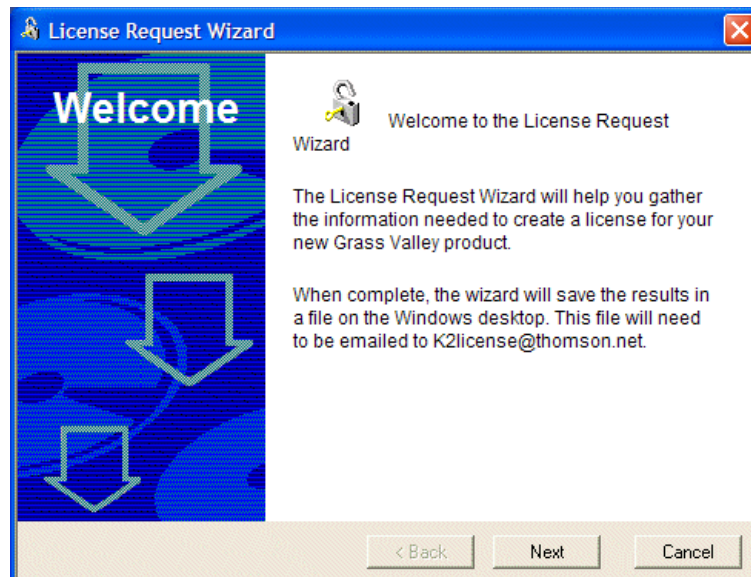 License Request Wizard
Welcome
Welcome to the License Request
Wizard
The License Request Wizard will help you gather
the information needed to create a license for your
new Grass Valley product.
When complete, the wizard will save the results in
a file on the Windows desktop. This file will need
to be emailed to K2license@thomson.net.
< Back
Next
Cancel